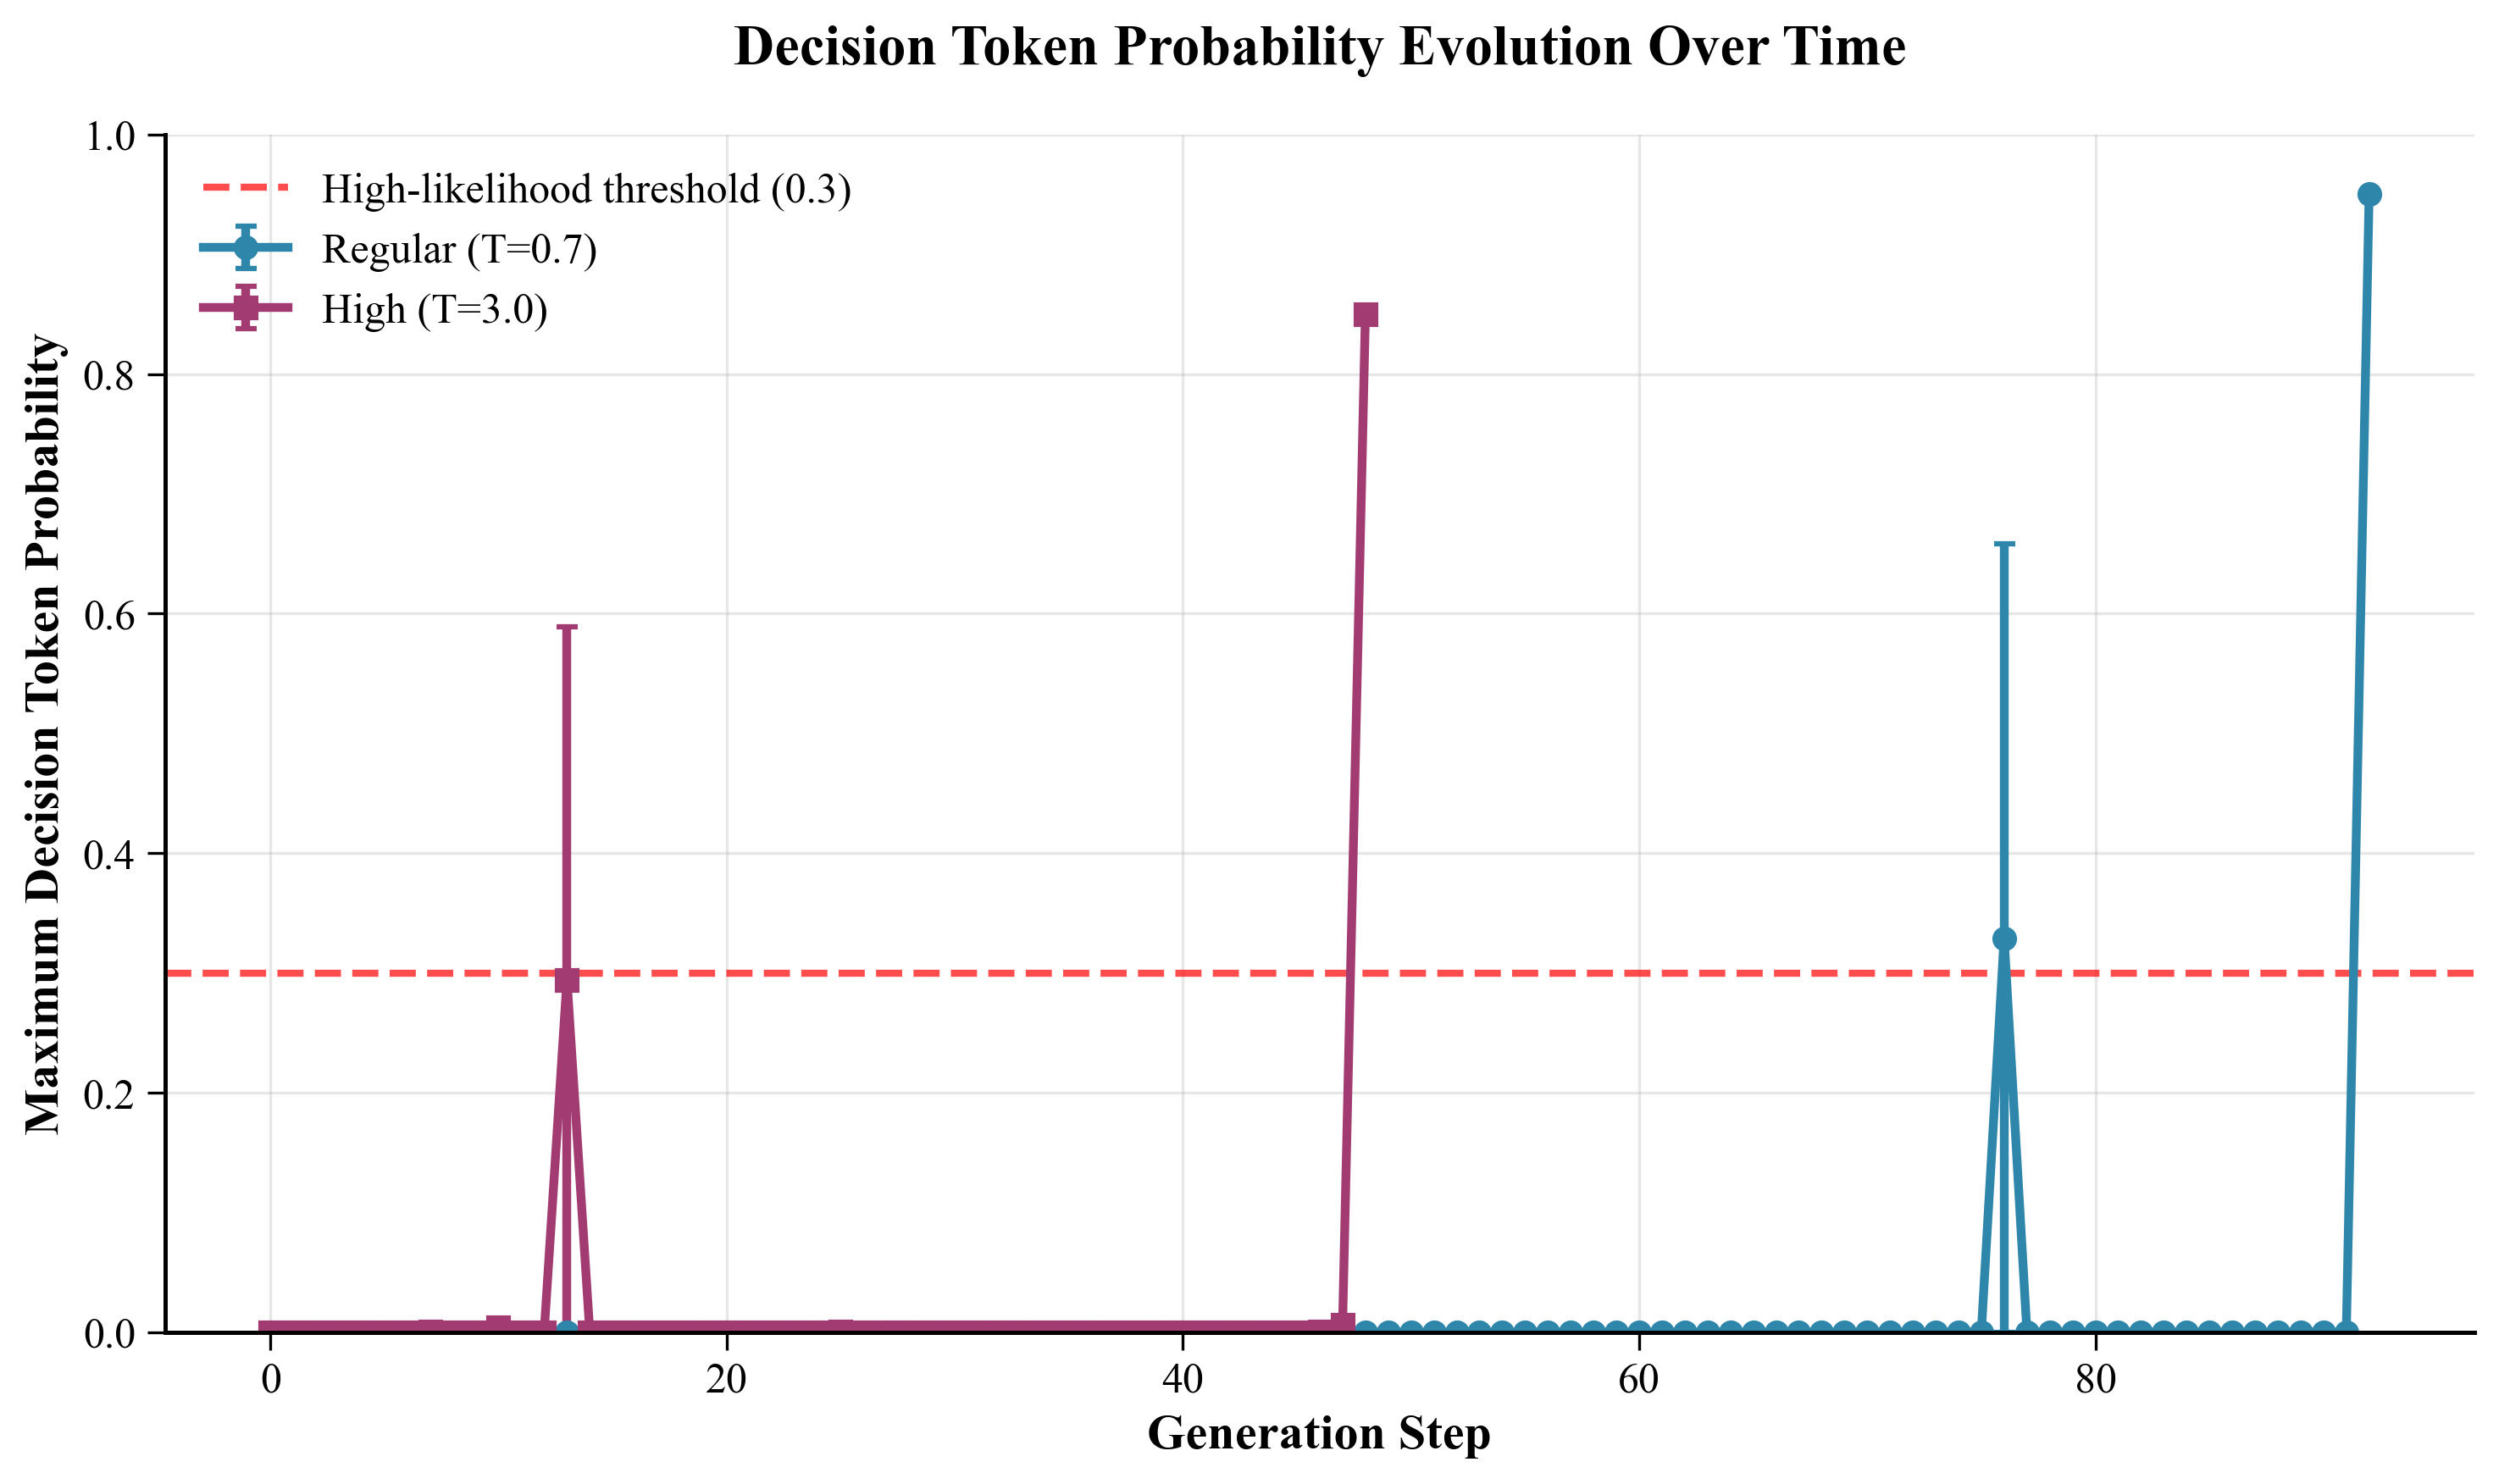 Decision Token Probability Evolution Over Time
Maximum Decision Token Probability
1.0
0.8
0.6
0.4
0.2
0.0
High-likelihood threshold (0.3)
Regular (T=0.7)
High (T=3.0)
0 20 40 60 80
Generation Step